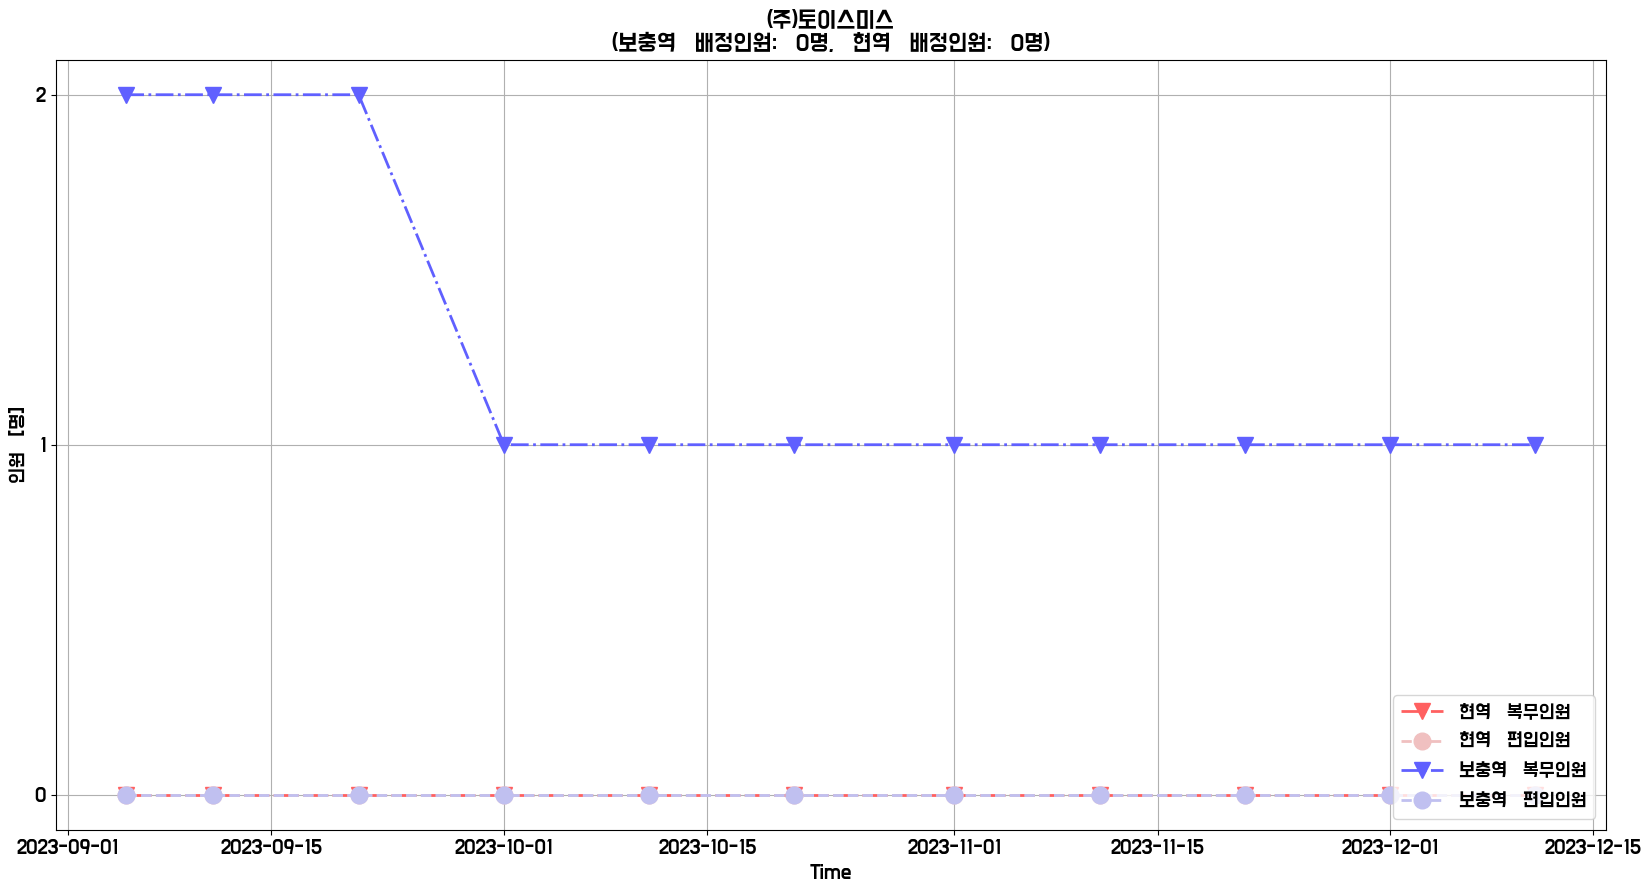 (주)토이스미스
(보충역 배정인원: 0명, 현역 배정인원: 0명)
인원 [명]
2
1
0
현역 복무인원
현역 편입인원
보충역 복무인원
보충역 편입인원
2023-09-01 2023-09-15 2023-10-01 2023-10-15 2023-11-01 2023-11-15 2023-12-01 2023-12-15
Time